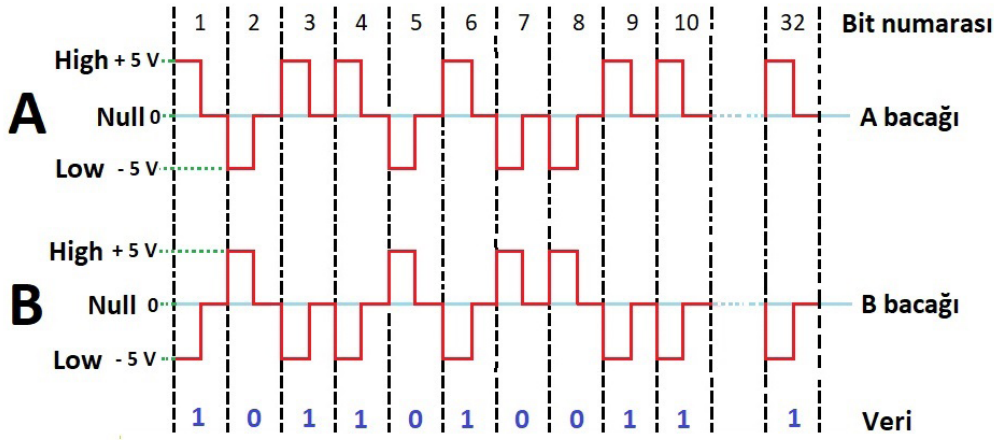 1 2 3 4 5 6 7 8 9 10 32 Bit numarası
High + 5 V
A Null 0 A bacağı
Low - 5 V
High + 5 V
B Null 0 B bacağı
Low - 5 V
1 0 1 1 0 1 0 0 1 1 1 Veri